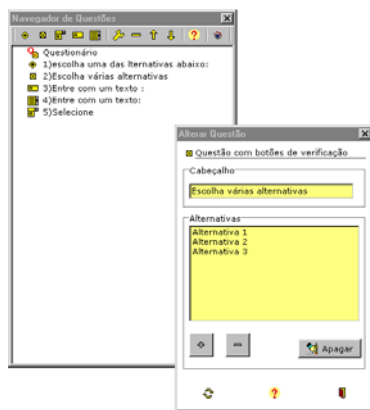 Navegador de Questões
Questionário
1)escolha uma das lternativas abaixo:
2)Escolha várias alternativas
3)Entre com um texto :
4)Entre com um texto:
5)Selecione
Alterar Questão
Questão com botões de verificação
Cabeçalho
Escolha várias alternativas
Alternativas
Alternativa 1
Alternativa 2
Alternativa 3
Apagar